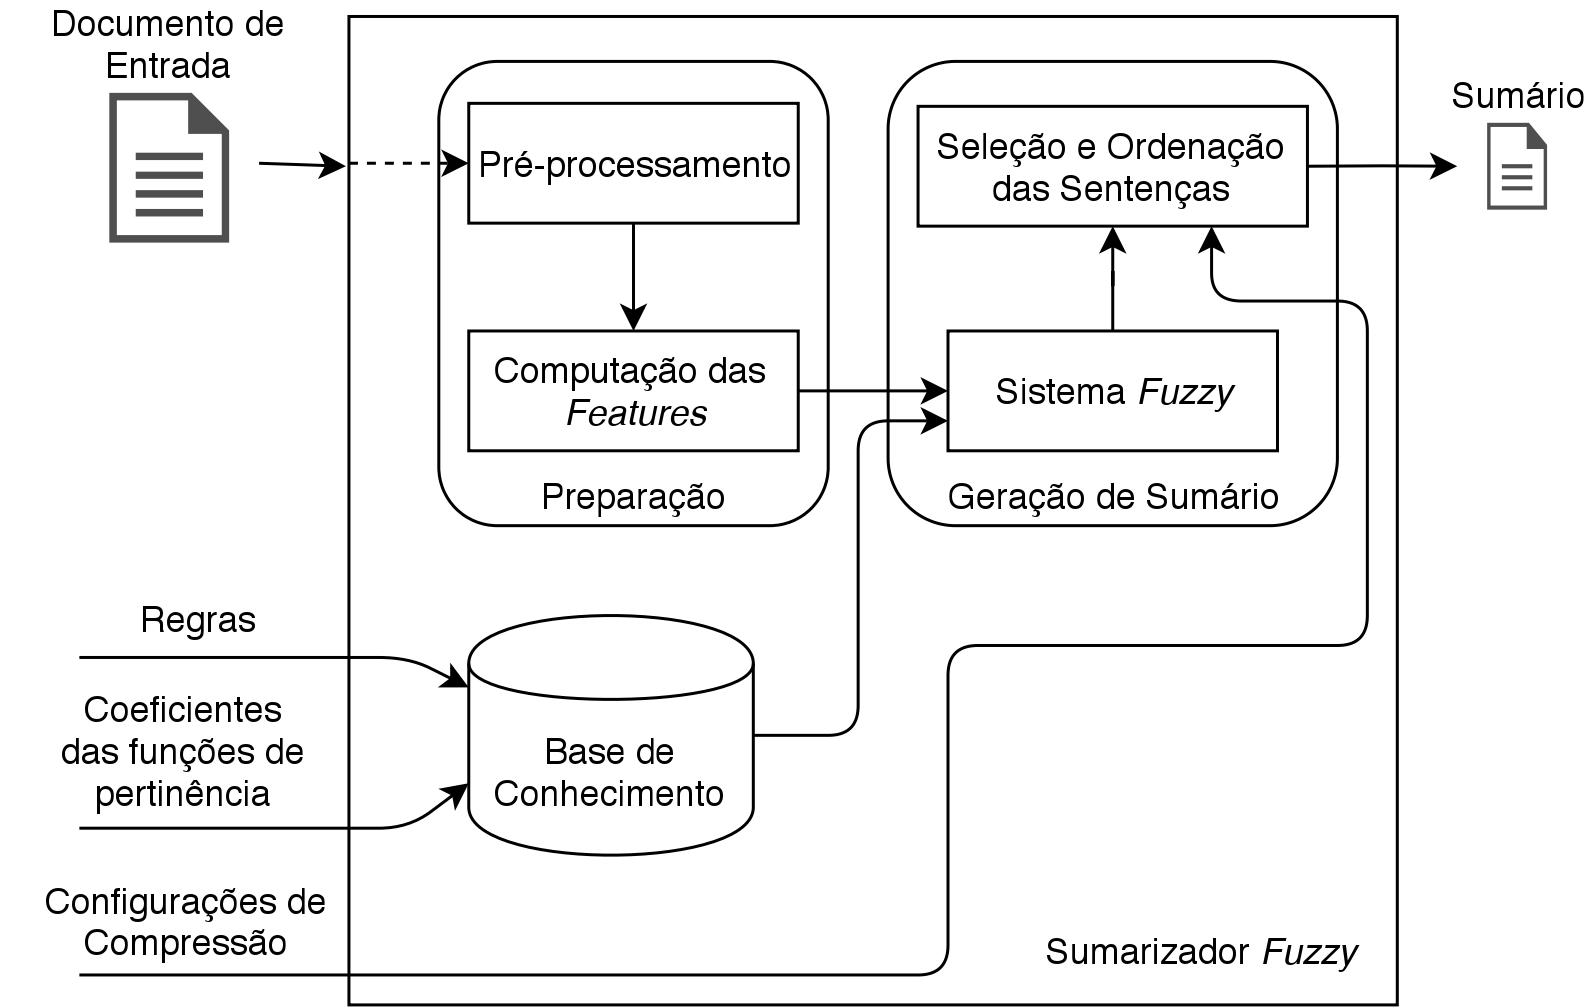 Documento de
Entrada
Sumário
Pré-processamento
Seleção e Ordenação
das Sentenças
Computação das
Features
Sistema Fuzzy
Preparação
Geração de Sumário
Regras
Coeficientes
das funções de
pertinência
Base de
Conhecimento
Configurações de
Compressão
Sumarizador Fuzzy